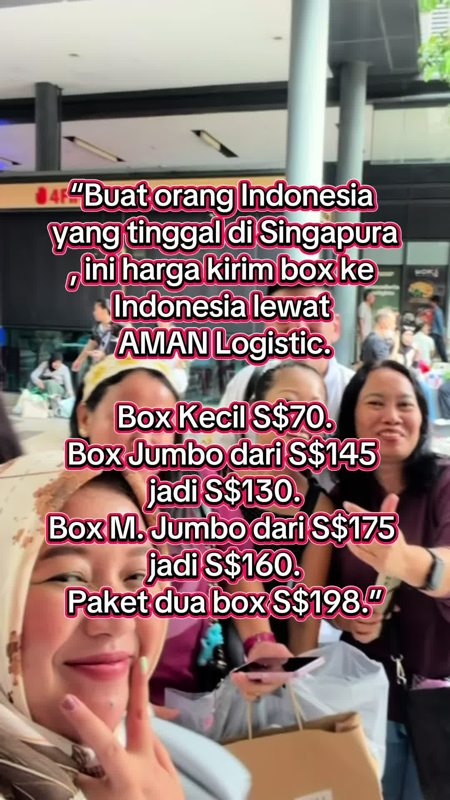 “Buat orang Indonesia
yang tinggal di Singapura
, ini harga kirim box ke
Indonesia lewat
AMAN Logistic.
Box Kecil S$70.
Box Jumbo dari S$145
jadi S$130.
Box M. Jumbo dari S$175
jadi S$160.
Paket dua box S$198.”